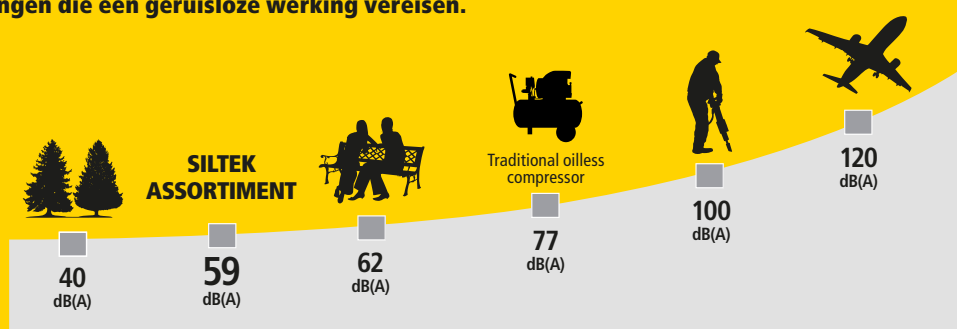 ngen die een geruisloze werking vereisen.
SILTEK
ASSORTIMENT
Traditional oilless
compressor
40
dB(A)
59
dB(A)
62
dB(A)
77
dB(A)
100
dB(A)
120
dB(A)